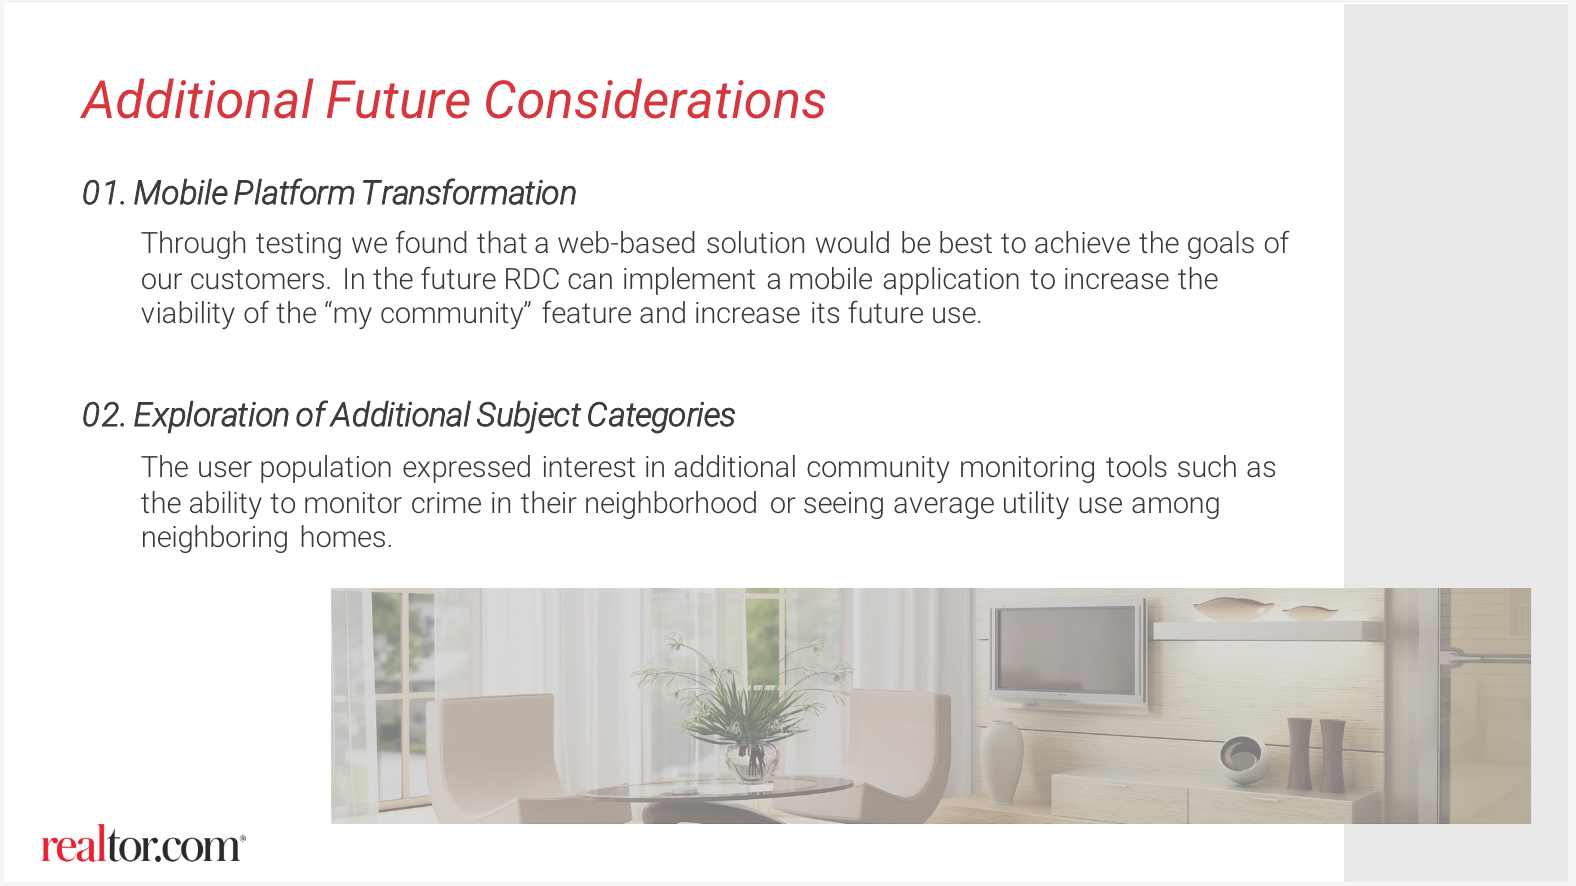 Additional Future Considerations
01. Mobile Platform Transformation
Through testing we found that a web-based solution would be best to achieve the goals of
our customers. In the future RDC can implement a mobile application to increase the
viability of the “my community” feature and increase its future use.
02. Exploration of Additional Subject Categories
The user population expressed interest in additional community monitoring tools such as
the ability to monitor crime in their neighborhood or seeing average utility use among
neighboring homes.
realtor.com®